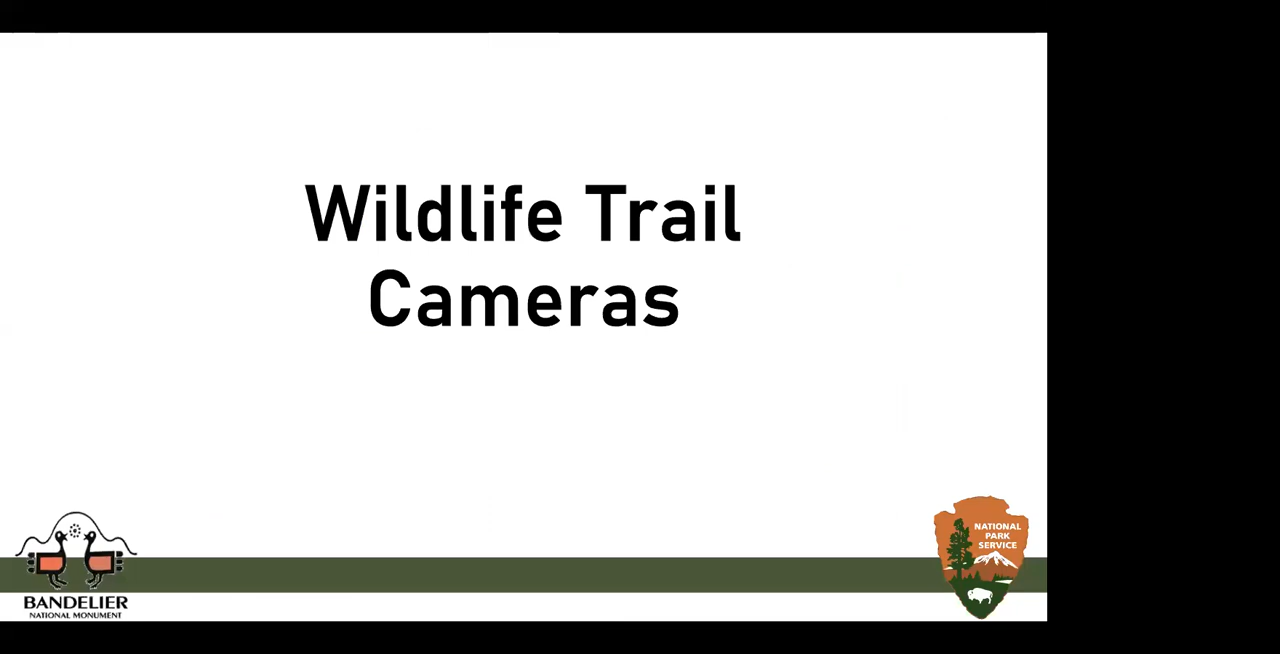 Wildlife Trail
Cameras
NATIONAL
PARK
SERVICE
BANDELIER
NATIONAL MONUMENT